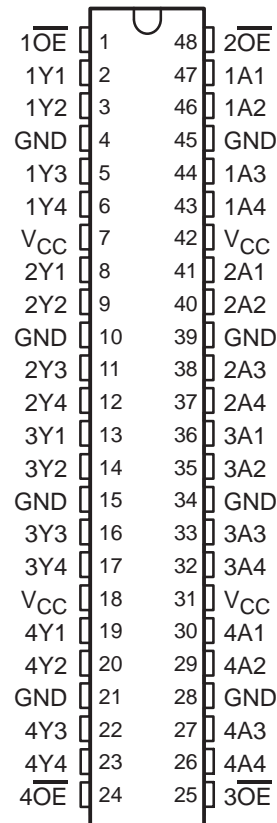 1O̅E̅ 1 48 2O̅E̅
1Y1 2 47 1A1
1Y2 3 46 1A2
GND 4 45 GND
1Y3 5 44 1A3
1Y4 6 43 1A4
VCC 7 42 VCC
2Y1 8 41 2A1
2Y2 9 40 2A2
GND 10 39 GND
2Y3 11 38 2A3
2Y4 12 37 2A4
3Y1 13 36 3A1
3Y2 14 35 3A2
GND 15 34 GND
3Y3 16 33 3A3
3Y4 17 32 3A4
VCC 18 31 VCC
4Y1 19 30 4A1
4Y2 20 29 4A2
GND 21 28 GND
4Y3 22 27 4A3
4Y4 23 26 4A4
4O̅E̅ 24 25 3O̅E̅